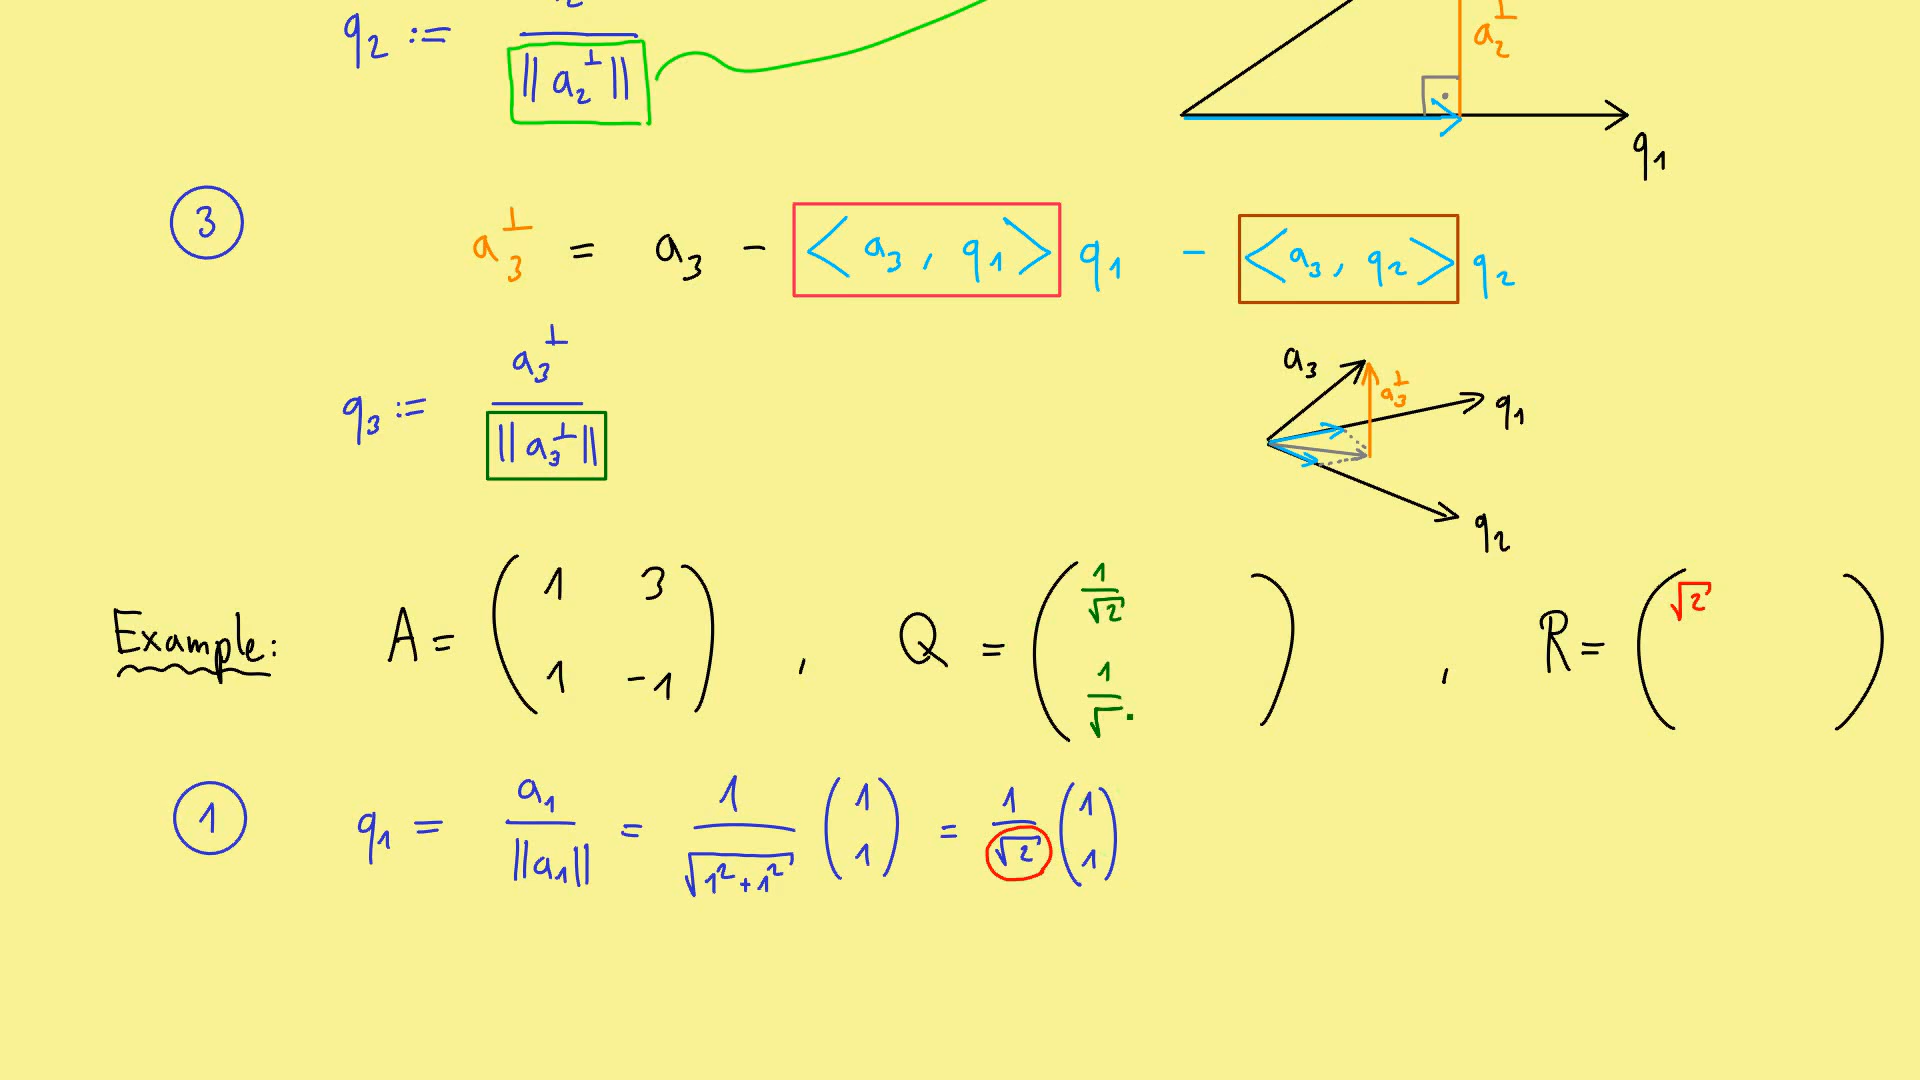 q₂ := ‖ a₂^⊥ ‖
a₂^⊥
q₁
③ a₃^⊥ = a₃ - < a₃ , q₁ > q₁ - < a₃ , q₂ > q₂
q₃ := a₃^⊥ / ‖ a₃^⊥ ‖
a₃ a₃^⊥ q₁
q₂
Example: A = ( 1 3 ; 1 -1 ) , Q = ( 1/√2 ; 1/√ ) , R = ( √2 )
① q₁ = a₁ / ‖a₁‖ = 1 / √(1² + 1²) ( 1 ; 1 ) = 1 / √2 ( 1 ; 1 )